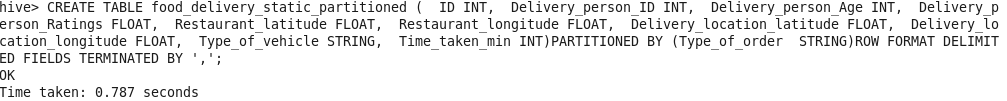 hive> CREATE TABLE food_delivery_static_partitioned (  ID INT,  Delivery_person_ID INT,  Delivery_person_Age INT,  Delivery_p
erson_Ratings FLOAT,  Restaurant_latitude FLOAT,  Restaurant_longitude FLOAT,  Delivery_location_latitude FLOAT,  Delivery_lo
cation_longitude FLOAT,  Type_of_vehicle STRING,  Time_taken_min INT)PARTITIONED BY (Type_of_order  STRING)ROW FORMAT DELIMIT
ED FIELDS TERMINATED BY ',';
OK
Time taken: 0.787 seconds